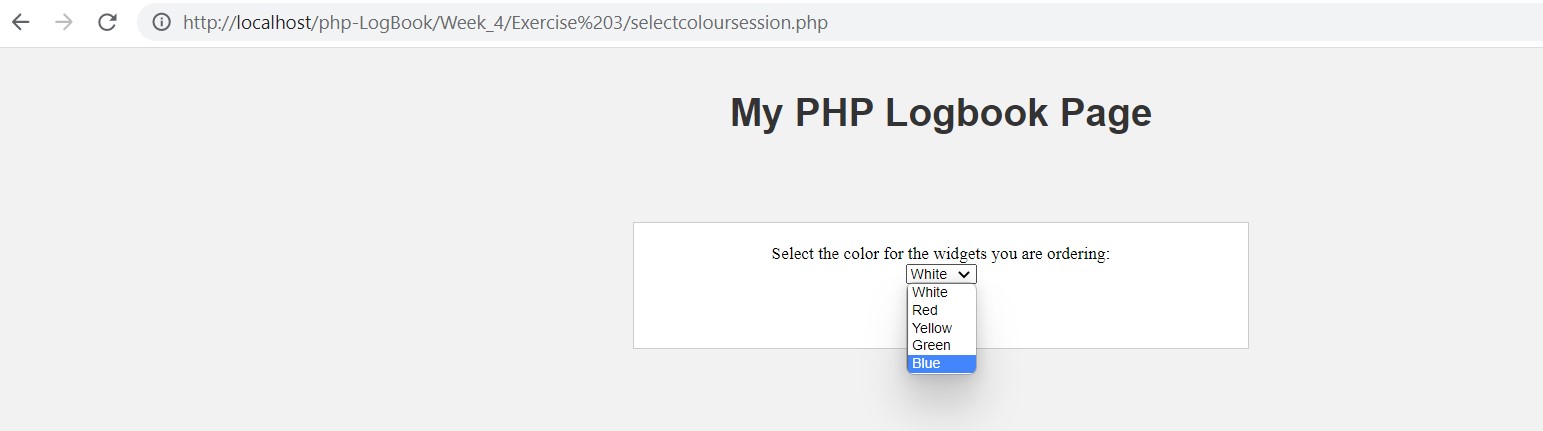 http://localhost/php-LogBook/Week_4/Exercise%203/selectcoloursession.php
My PHP Logbook Page
Select the color for the widgets you are ordering:
White
White
Red
Yellow
Green
Blue